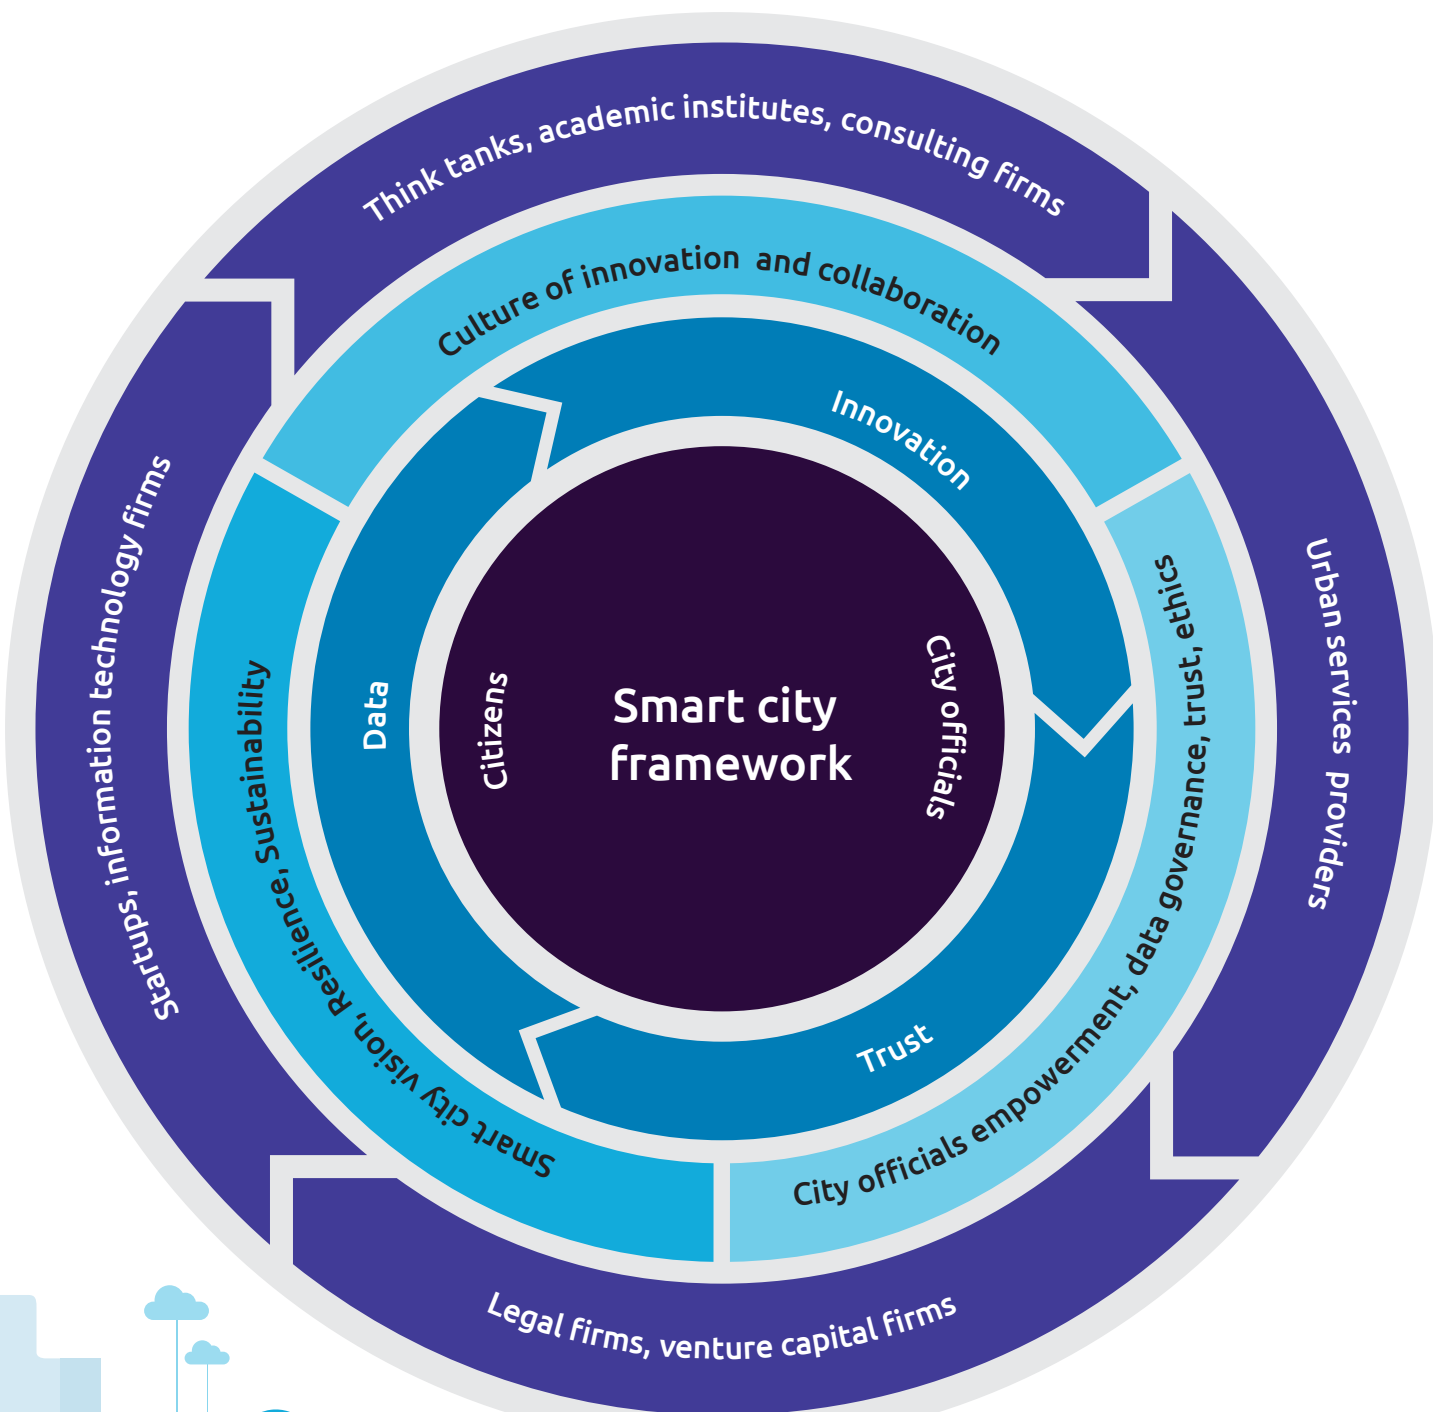 Think tanks, academic institutes, consulting firms
Culture of innovation and collaboration
Innovation
Urban services providers
City officials empowerment, data governance, trust, ethics
Startups, information technology firms
Smart city vision, Resilience, Sustainability
Data
Citizens
Smart city
framework
City officials
Trust
Legal firms, venture capital firms